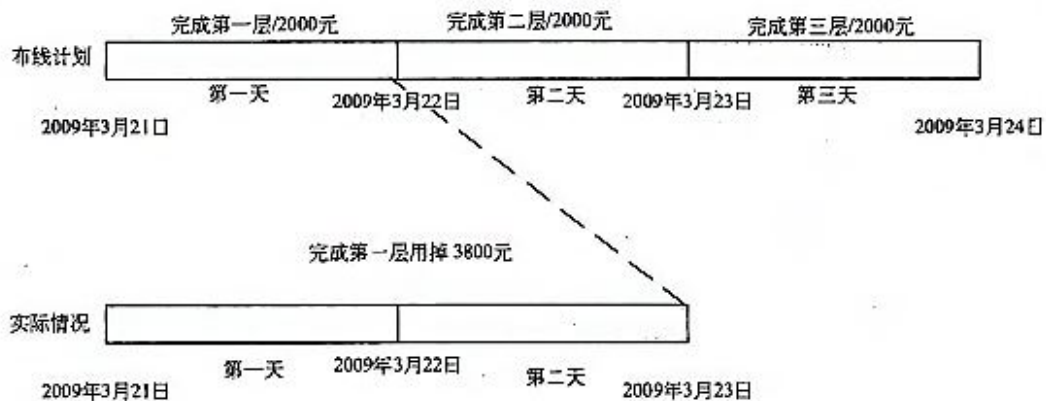 完成第一层/2000元 完成第二层/2000元 完成第三层/2000元
布线计划
第一天 2009年3月22日 第二天 2009年3月23日 第三天
2009年3月21日 2009年3月24日
完成第一层用掉 3800元
实际情况
第一天 2009年3月22日 第二天
2009年3月21日 2009年3月23日